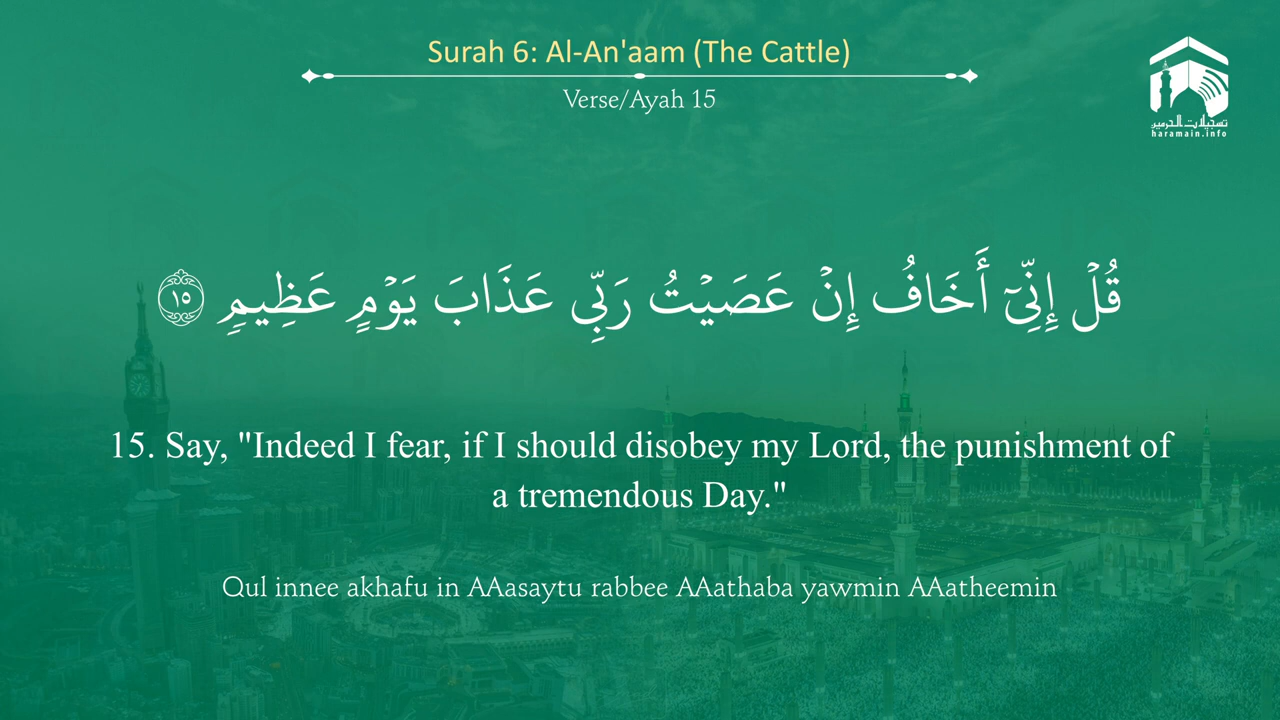 Surah 6: Al-An'aam (The Cattle)
Verse/Ayah 15
تسجيلات الحرمين
haramain.info
قُلْ إِنِّىٓ أَخَافُ إِنْ عَصَيْتُ رَبِّى عَذَابَ يَوْمٍ عَظِيمٍ ١٥
15. Say, "Indeed I fear, if I should disobey my Lord, the punishment of
a tremendous Day."
Qul innee akhafu in AAasaytu rabbee AAathaba yawmin AAatheemin